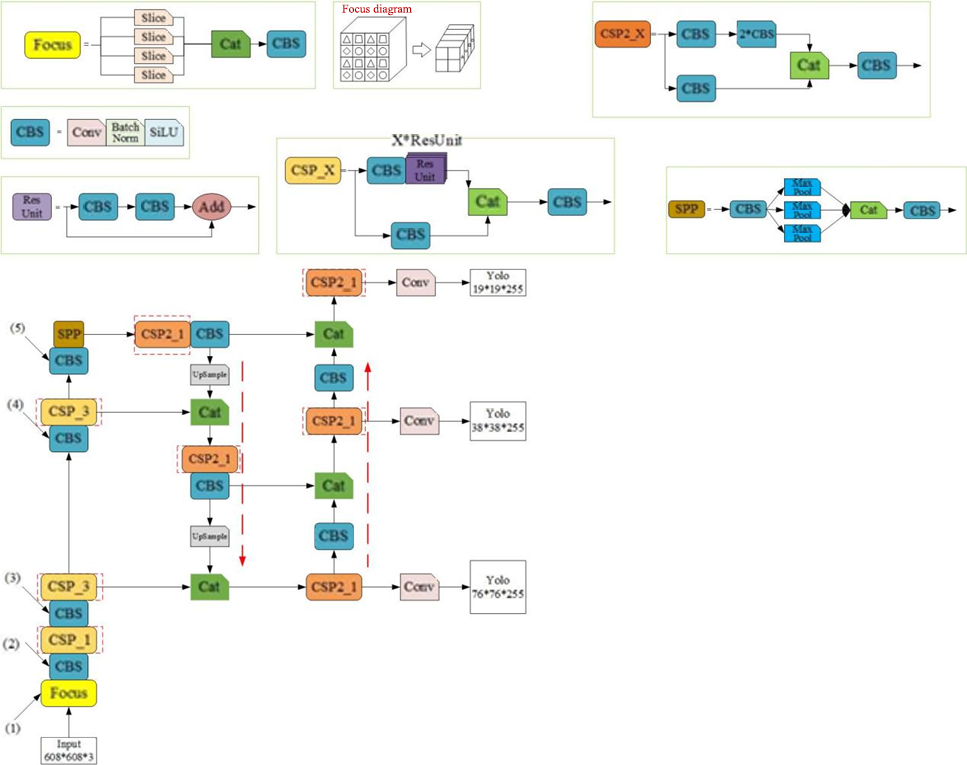 Focus
=
Slice
Slice
Slice
Slice
Cat
CBS
Focus diagram
CSP2_X
=
CBS
2*CBS
CBS
Cat
CBS
CBS
=
Conv
Batch
Norm
SiLU
X*ResUnit
CSP_X
=
CBS
Res
Unit
CBS
Cat
CBS
Res
Unit
=
CBS
CBS
Add
SPP
=
CBS
Max
Pool
Max
Pool
Max
Pool
Cat
CBS
CSP2_1
Conv
Yolo
19*19*255
(5)
SPP
CSP2_1
CBS
Cat
CBS
UpSample
CBS
(4)
CSP_3
Cat
CSP2_1
Conv
Yolo
38*38*255
CBS
CSP2_1
CBS
Cat
UpSample
CBS
(3)
CSP_3
Cat
CSP2_1
Conv
Yolo
76*76*255
CBS
(2)
CSP_1
CBS
Focus
(1)
Input
608*608*3